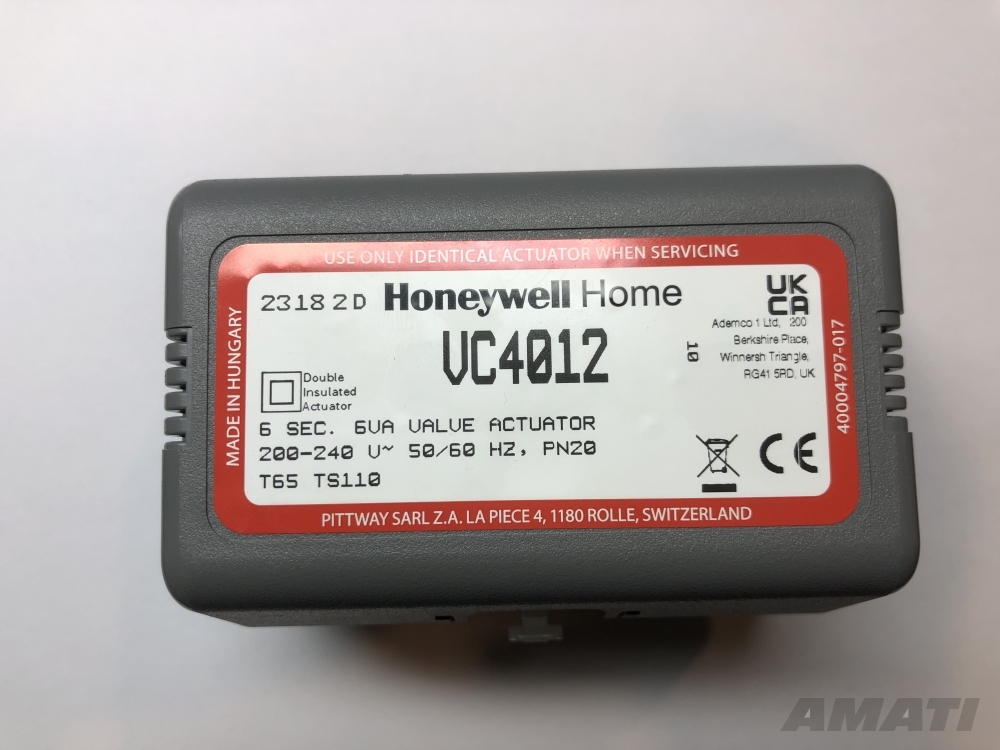 USE ONLY IDENTICAL ACTUATOR WHEN SERVICING
MADE IN HUNGARY
23182D Honeywell Home
UK
CA
VC4012
Ademco 1 Ltd, 200
Berkshire Place,
Winnersh Triangle,
RG41 5RD, UK
10
40004797-017
Double
Insulated
Actuator
6 SEC. 6VA VALVE ACTUATOR
200-240 V~ 50/60 HZ, PN20
T65 TS110
CE
PITTWAY SARL Z.A. LA PIECE 4, 1180 ROLLE, SWITZERLAND
AMATI